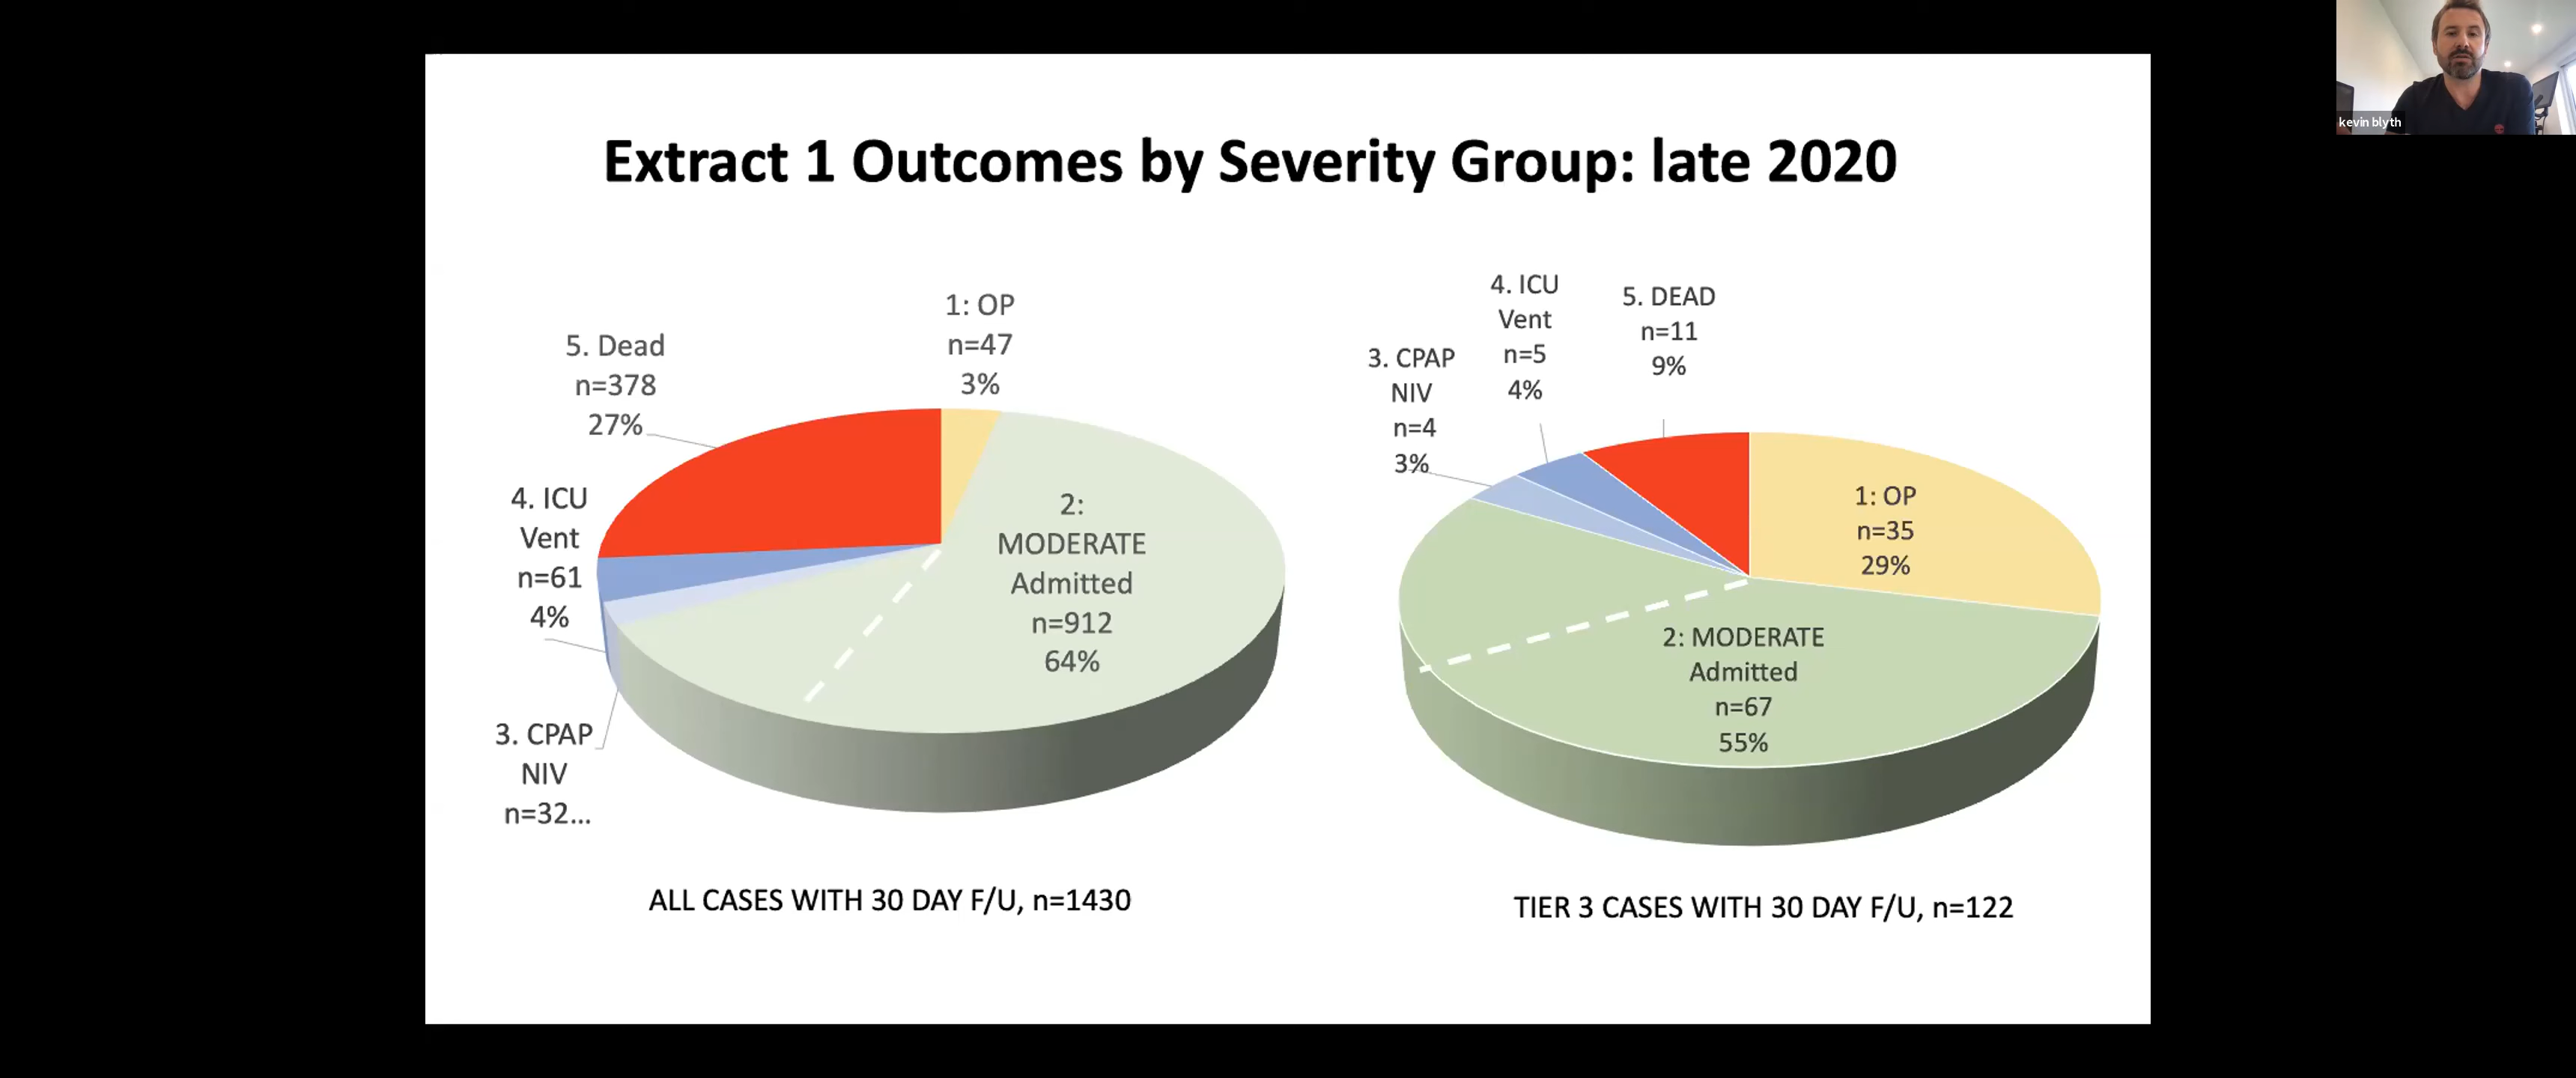 kevin blyth
Extract 1 Outcomes by Severity Group: late 2020
5. Dead
n=378
27%
1: OP
n=47
3%
4. ICU
Vent
n=61
4%
2:
MODERATE
Admitted
n=912
64%
3. CPAP
NIV
n=32...
ALL CASES WITH 30 DAY F/U, n=1430
3. CPAP
NIV
n=4
3%
4. ICU
Vent
n=5
4%
5. DEAD
n=11
9%
1: OP
n=35
29%
2: MODERATE
Admitted
n=67
55%
TIER 3 CASES WITH 30 DAY F/U, n=122